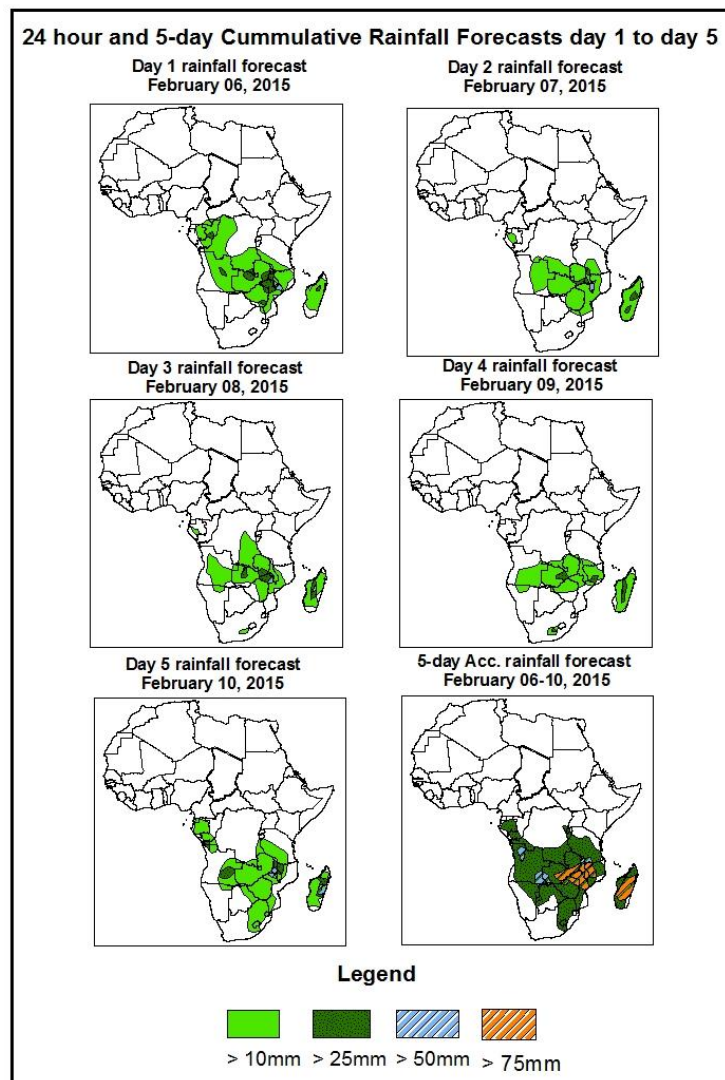 24 hour and 5-day Cummulative Rainfall Forecasts day 1 to day 5
Day 1 rainfall forecast
February 06, 2015
Day 2 rainfall forecast
February 07, 2015
Day 3 rainfall forecast
February 08, 2015
Day 4 rainfall forecast
February 09, 2015
Day 5 rainfall forecast
February 10, 2015
5-day Acc. rainfall forecast
February 06-10, 2015
Legend
> 10mm > 25mm > 50mm > 75mm